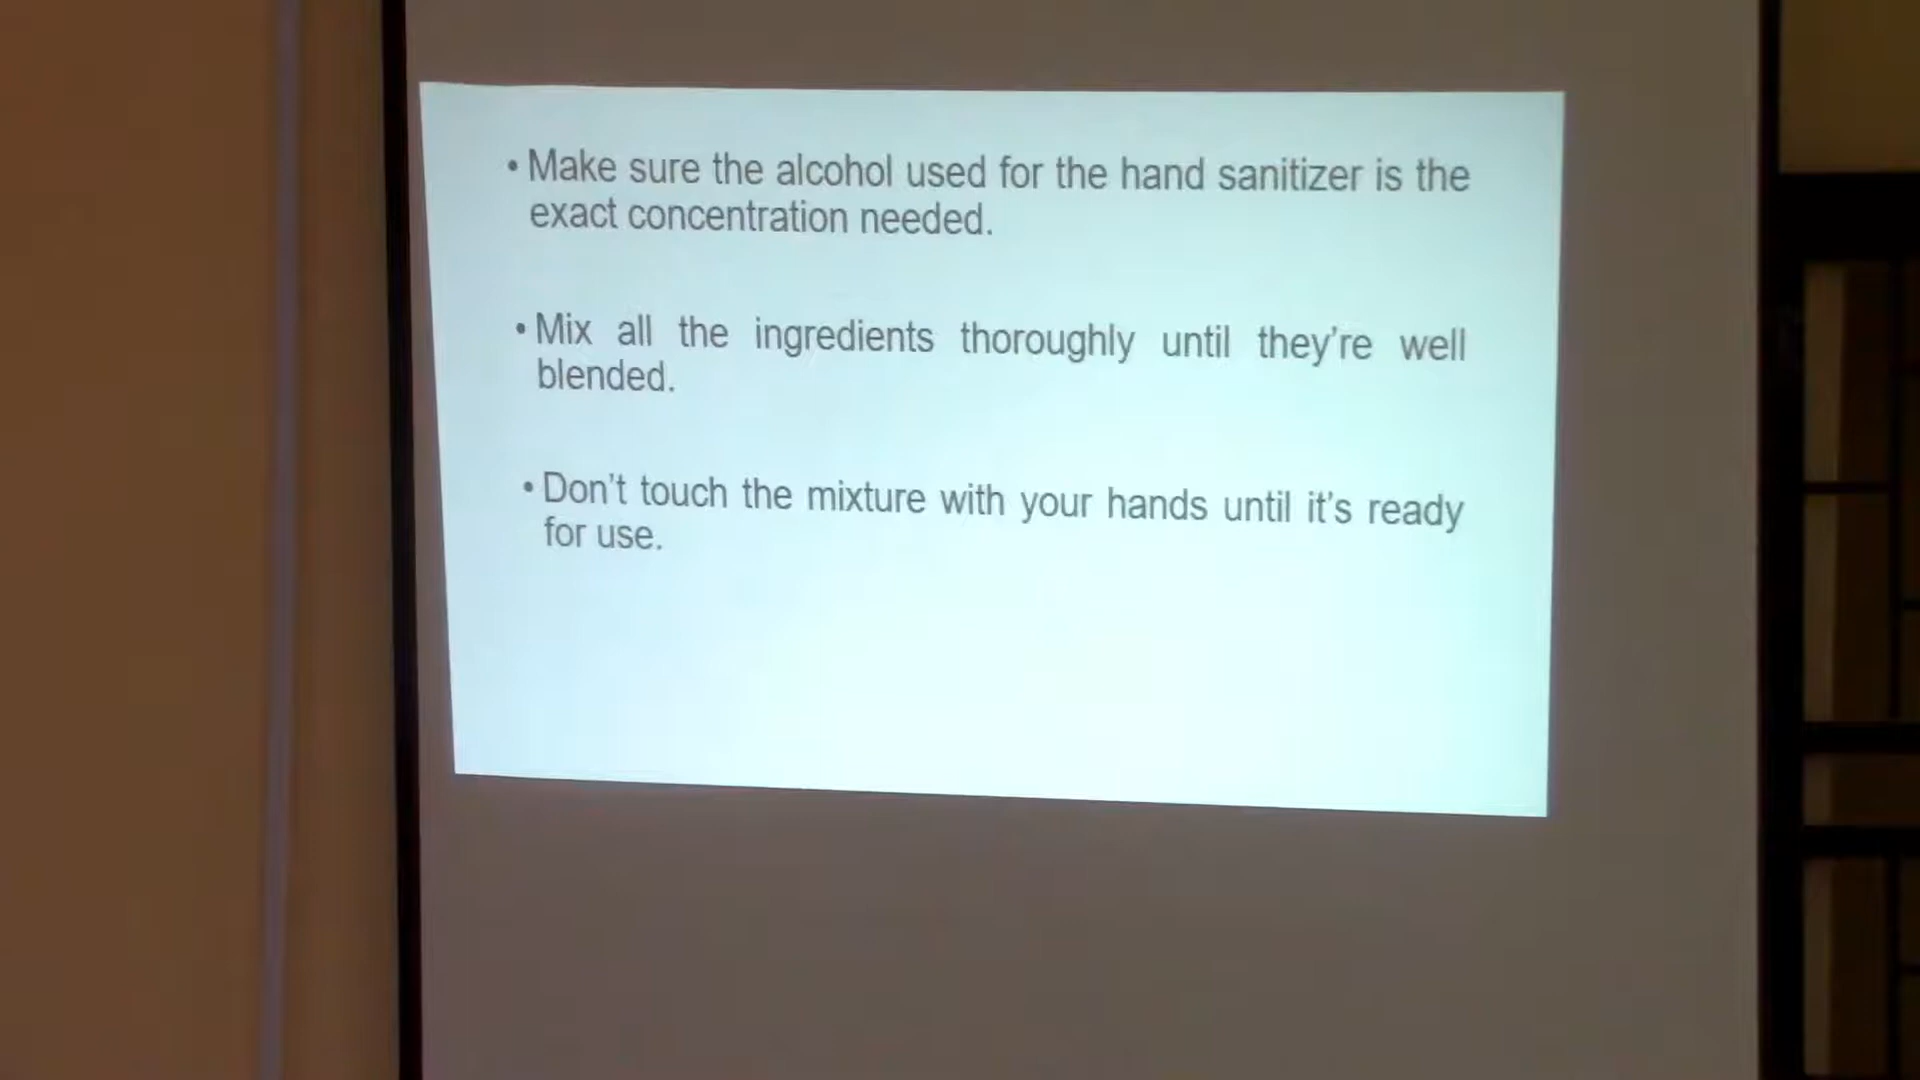 • Make sure the alcohol used for the hand sanitizer is the
exact concentration needed.
• Mix all the ingredients thoroughly until they're well
blended.
• Don't touch the mixture with your hands until it's ready
for use.